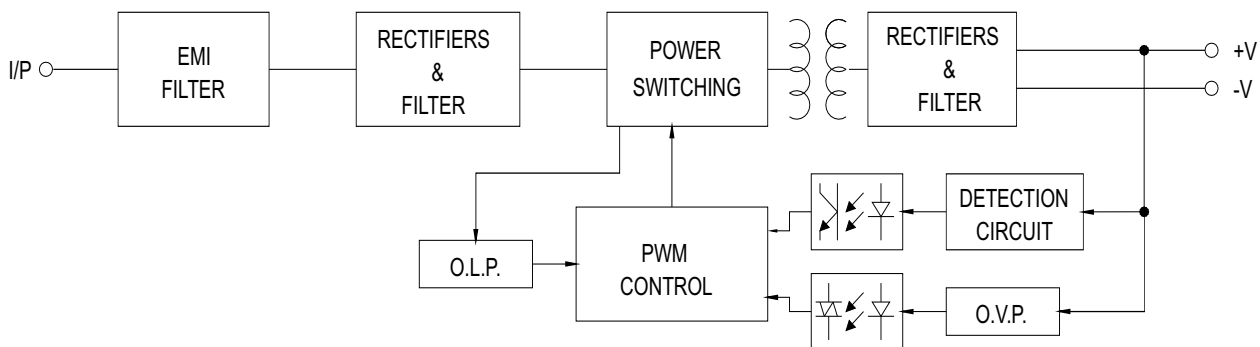 I/P
EMI
FILTER
RECTIFIERS
&
FILTER
POWER
SWITCHING
RECTIFIERS
&
FILTER
+V
-V
O.L.P.
PWM
CONTROL
DETECTION
CIRCUIT
O.V.P.